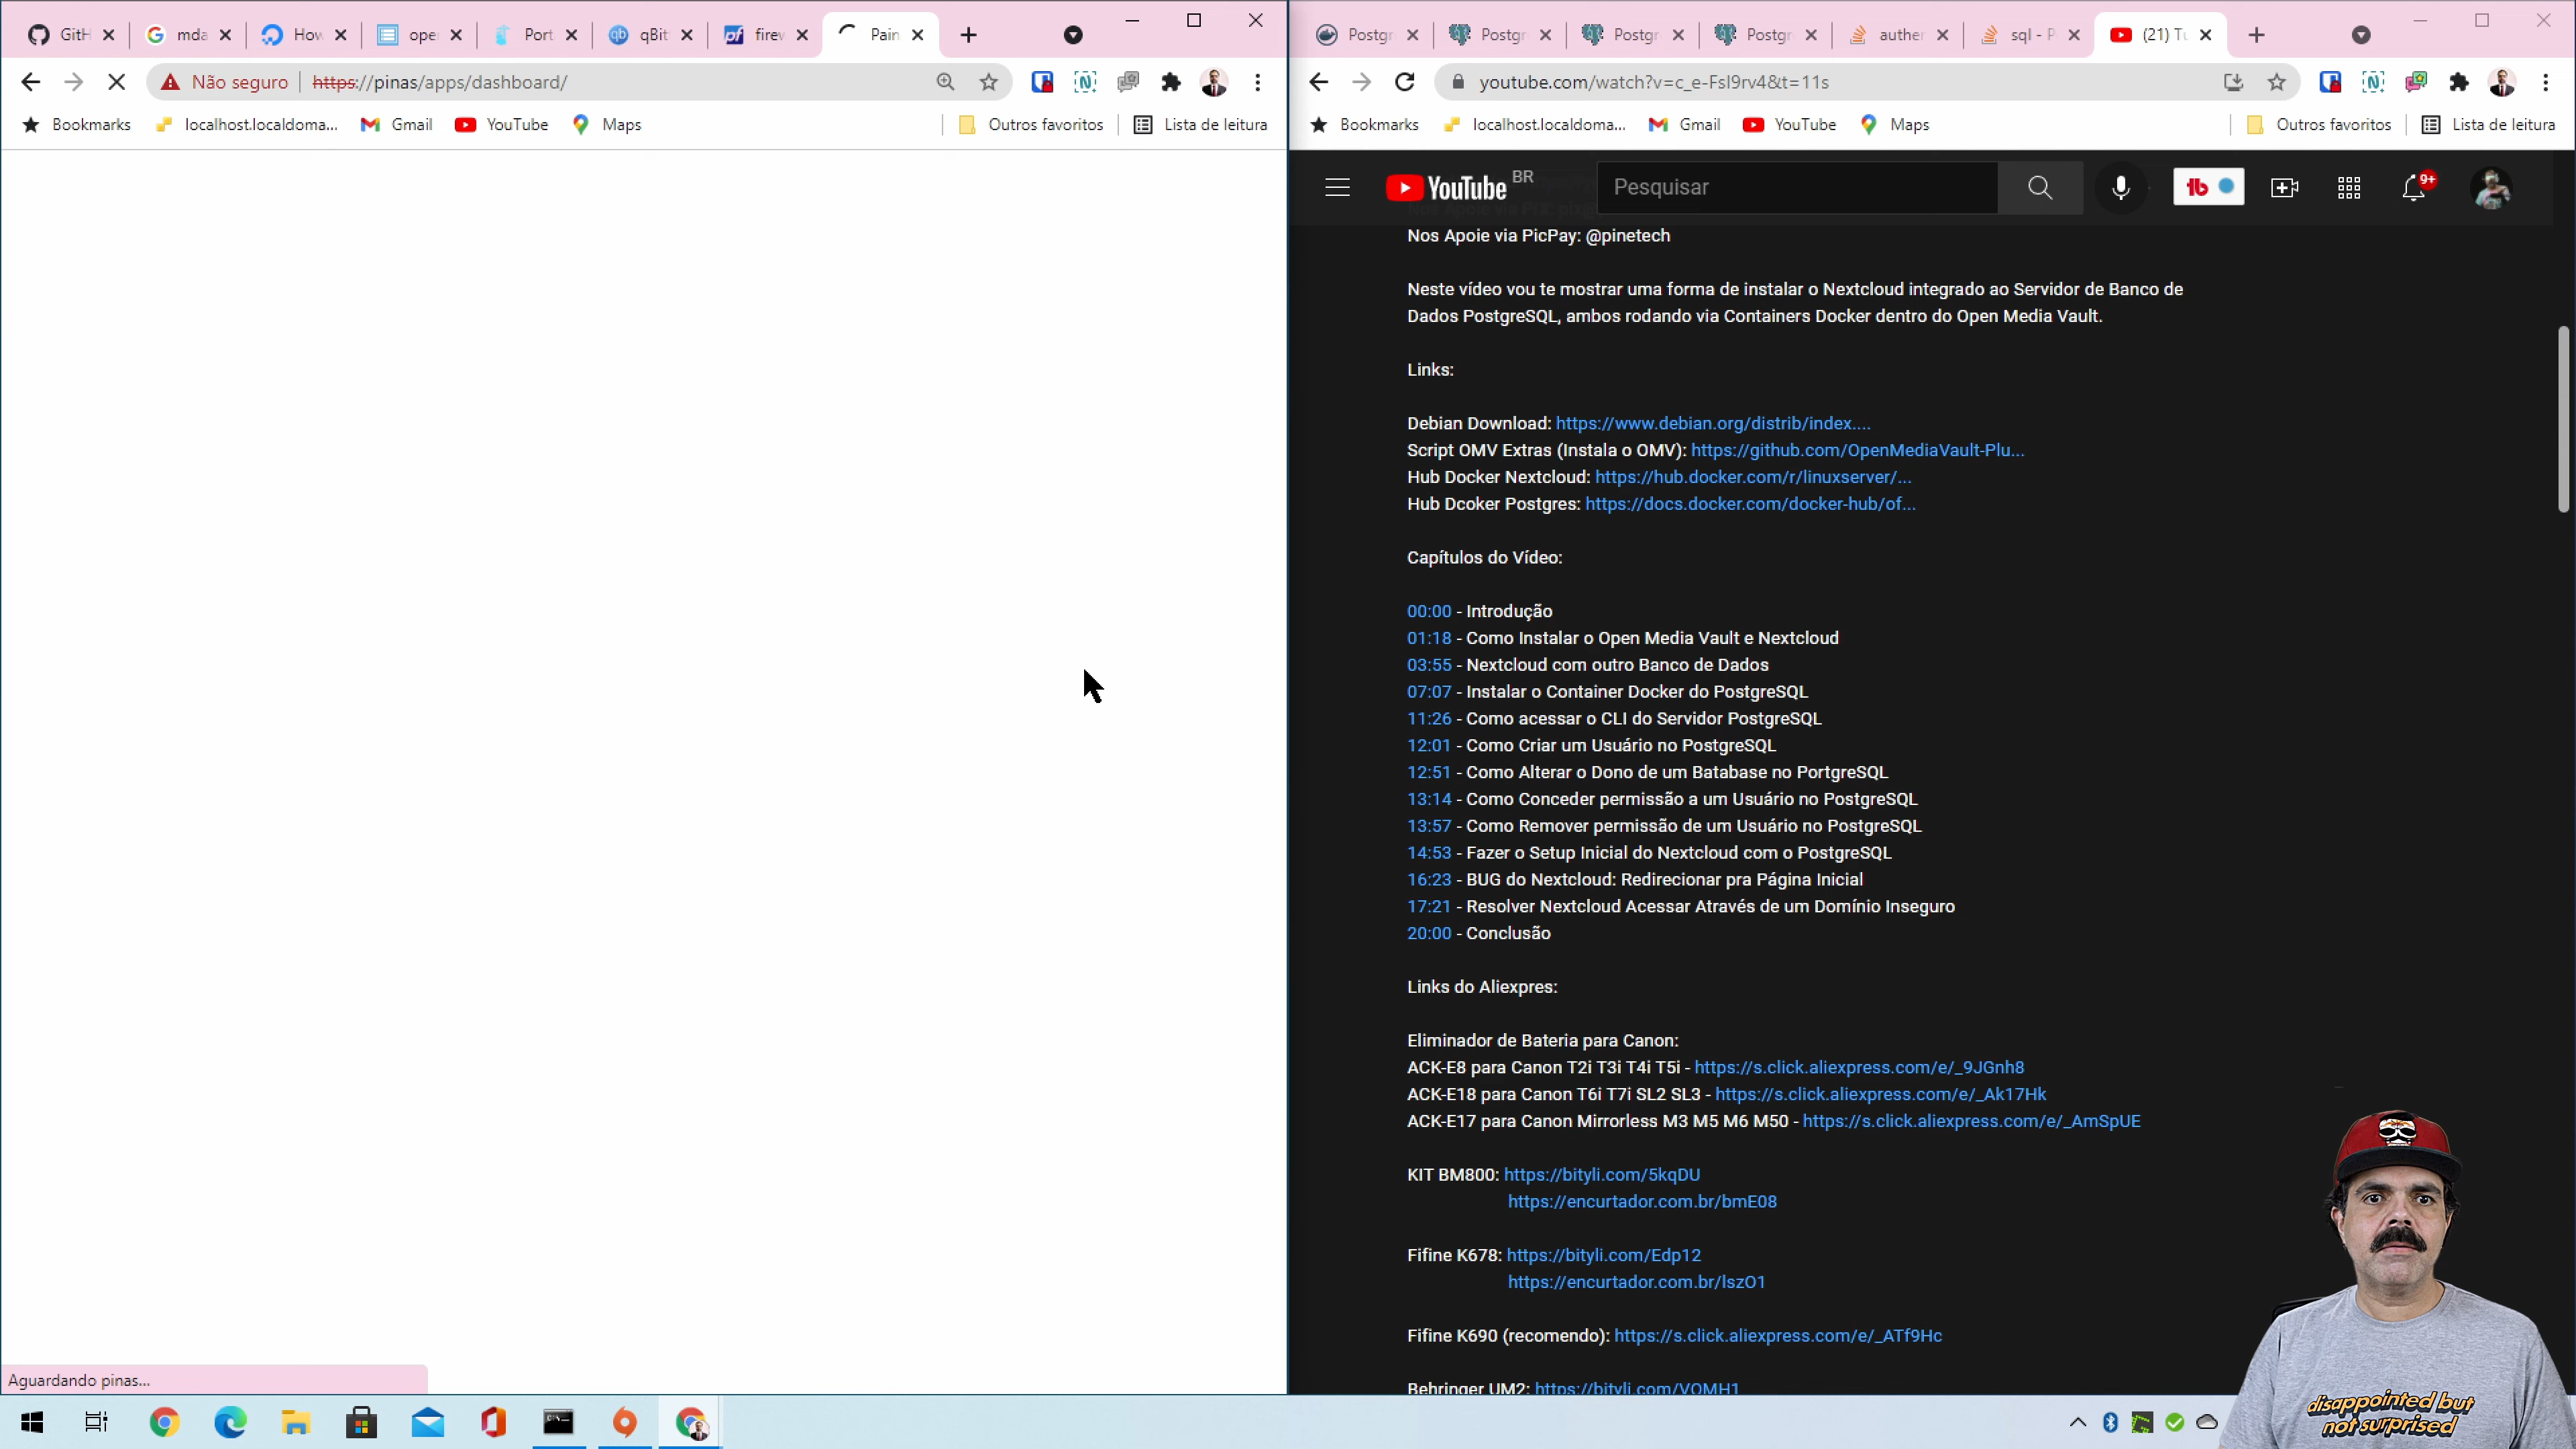 GitH
mda
How
ope
Port
qBit
firew
Pain
Não seguro
https://pinas/apps/dashboard/
Bookmarks
localhost.localdoma...
Gmail
YouTube
Maps
Outros favoritos
Lista de leitura
Aguardando pinas...
Postgr
Postgr
Postgr
Postgr
auther
sql - P
(21) Tu
youtube.com/watch?v=c_e-Fsl9rv4&t=11s
Bookmarks
localhost.localdoma...
Gmail
YouTube
Maps
Outros favoritos
Lista de leitura
YouTube BR
Pesquisar
9+
Nos Apoie via PicPay: @pinetech
Neste vídeo vou te mostrar uma forma de instalar o Nextcloud integrado ao Servidor de Banco de
Dados PostgreSQL, ambos rodando via Containers Docker dentro do Open Media Vault.
Links:
Debian Download: https://www.debian.org/distrib/index....
Script OMV Extras (Instala o OMV): https://github.com/OpenMediaVault-Plu...
Hub Docker Nextcloud: https://hub.docker.com/r/linuxserver/...
Hub Dcoker Postgres: https://docs.docker.com/docker-hub/of...
Capítulos do Vídeo:
00:00 - Introdução
01:18 - Como Instalar o Open Media Vault e Nextcloud
03:55 - Nextcloud com outro Banco de Dados
07:07 - Instalar o Container Docker do PostgreSQL
11:26 - Como acessar o CLI do Servidor PostgreSQL
12:01 - Como Criar um Usuário no PostgreSQL
12:51 - Como Alterar o Dono de um Batabase no PortgreSQL
13:14 - Como Conceder permissão a um Usuário no PostgreSQL
13:57 - Como Remover permissão de um Usuário no PostgreSQL
14:53 - Fazer o Setup Inicial do Nextcloud com o PostgreSQL
16:23 - BUG do Nextcloud: Redirecionar pra Página Inicial
17:21 - Resolver Nextcloud Acessar Através de um Domínio Inseguro
20:00 - Conclusão
Links do Aliexpres:
Eliminador de Bateria para Canon:
ACK-E8 para Canon T2i T3i T4i T5i - https://s.click.aliexpress.com/e/_9JGnh8
ACK-E18 para Canon T6i T7i SL2 SL3 - https://s.click.aliexpress.com/e/_Ak17Hk
ACK-E17 para Canon Mirrorless M3 M5 M6 M50 - https://s.click.aliexpress.com/e/_AmSpUE
KIT BM800: https://bityli.com/5kqDU
https://encurtador.com.br/bmE08
Fifine K678: https://bityli.com/Edp12
https://encurtador.com.br/lszO1
Fifine K690 (recomendo): https://s.click.aliexpress.com/e/_ATf9Hc
Behringer UM2: https://bityli.com/VOMH1
disappointed but
not surprised